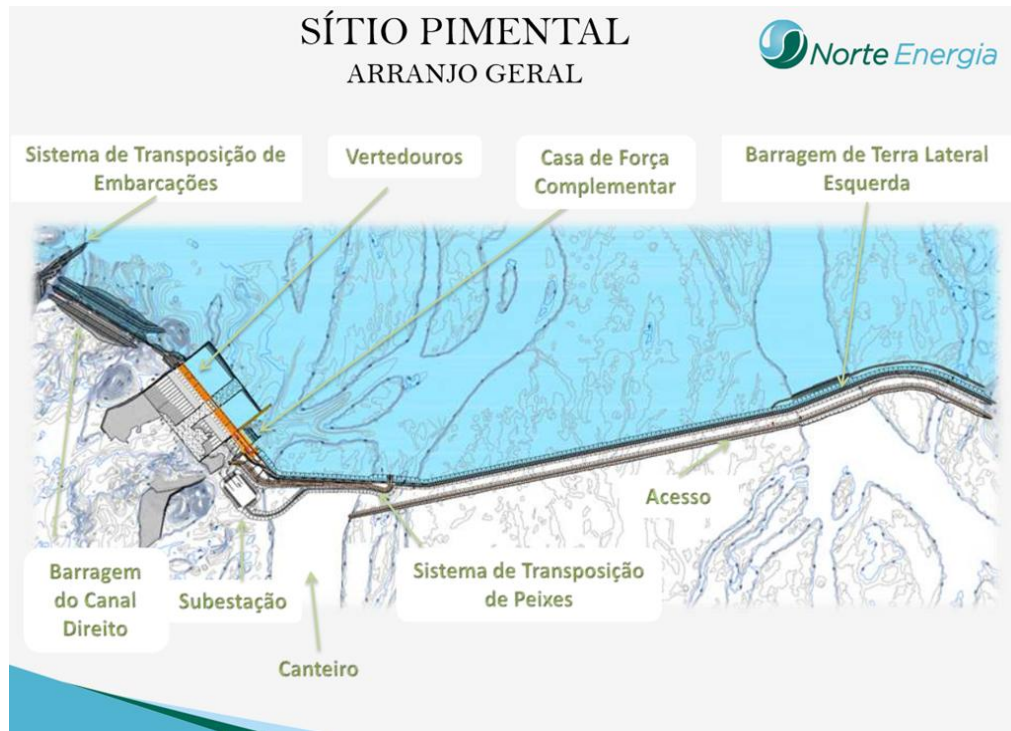 SÍTIO PIMENTAL
ARRANJO GERAL
Norte Energia
Sistema de Transposição de
Embarcações
Vertedouros
Casa de Força
Complementar
Barragem de Terra Lateral
Esquerda
Acesso
Barragem
do Canal
Direito
Subestação
Sistema de Transposição
de Peixes
Canteiro